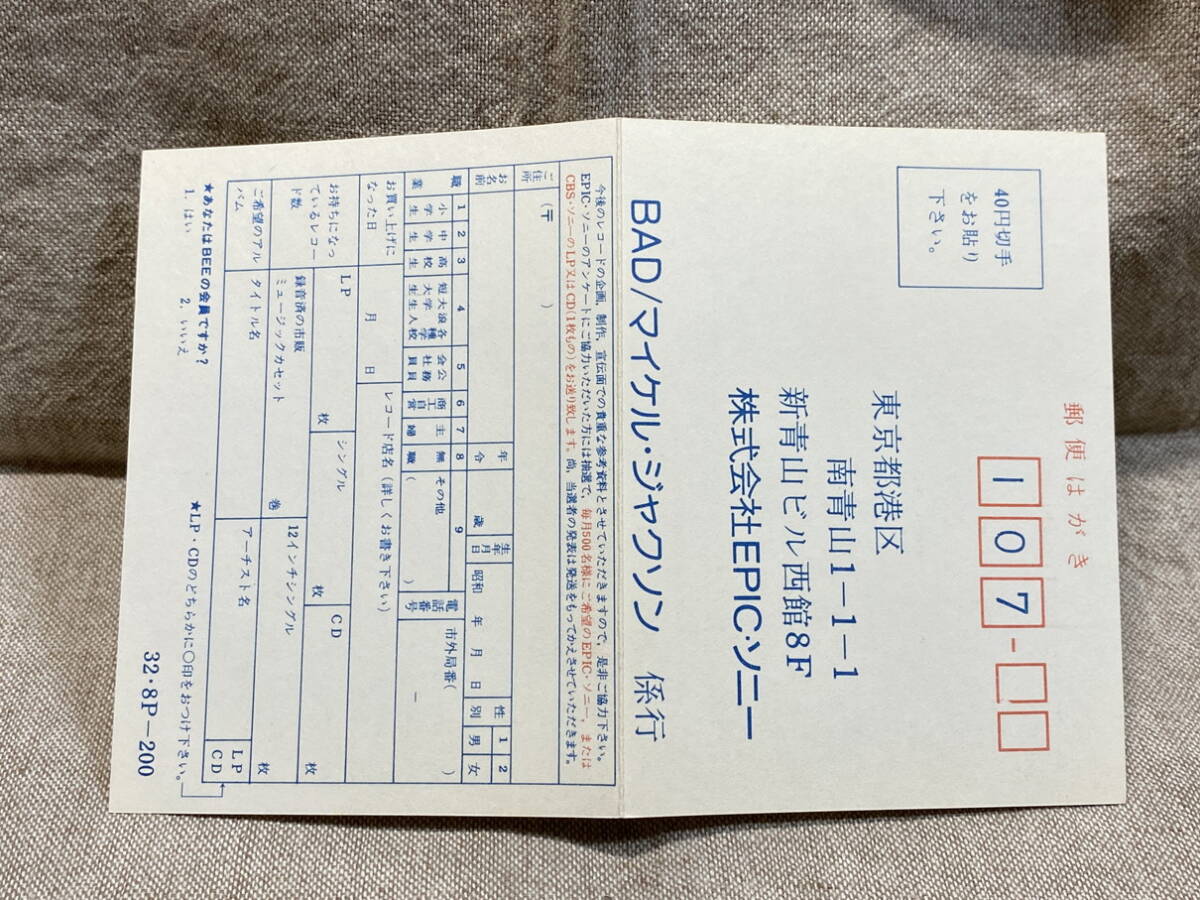 郵便はがき
107-
40円切手
をお貼り
下さい。
東京都港区
南青山1-1-1
新青山ビル西館8F
株式会社EPIC・ソニー
BAD/マイケル・ジャクソン 係行
今後のレコードの企画，制作，宣伝面での貴重な参考資料とさせていただきますので，是非ご協力下さい。
EPIC・ソニーのアンケートにご協力いただいた方には抽選で，毎月500名様にご希望のEPIC・ソニー，または
CBS・ソニーのLP又はCD(1枚もの)をお送り致します。尚，当選者の発表は発送をもってかえさせていただきます。
ご住所
(〒 )
お名前
年令
歳
生年月日
昭和 年 月 日
性別
1 男
2 女
職業
1 小学生
2 中学生
3 高校生
4 短大生 大学生 浪人 各種学校
5 会社員 公務員
6 商工自営
7 主婦
8 無職
9 その他
( )
電話番号
市外局番( )
－
お買い上げに
なった日
月 日
レコード店名(詳しくお書き下さい)
お持ちになっ
ているレコー
ド数
LP 枚
シングル 枚
CD 枚
録音済の市販
ミュージックカセット 巻
12インチシングル 枚
ご希望のアル
バム
タイトル名
アーチスト名
LP
CD
★あなたはBEEの会員ですか?
1. はい 2. いいえ
★LP・CDのどちらかに○印をおつけ下さい。
32・8P－200